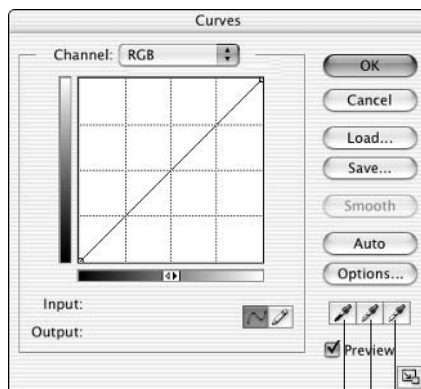 Curves
Channel: RGB
OK
Cancel
Load...
Save...
Smooth
Auto
Options...
Input:
Output:
Preview